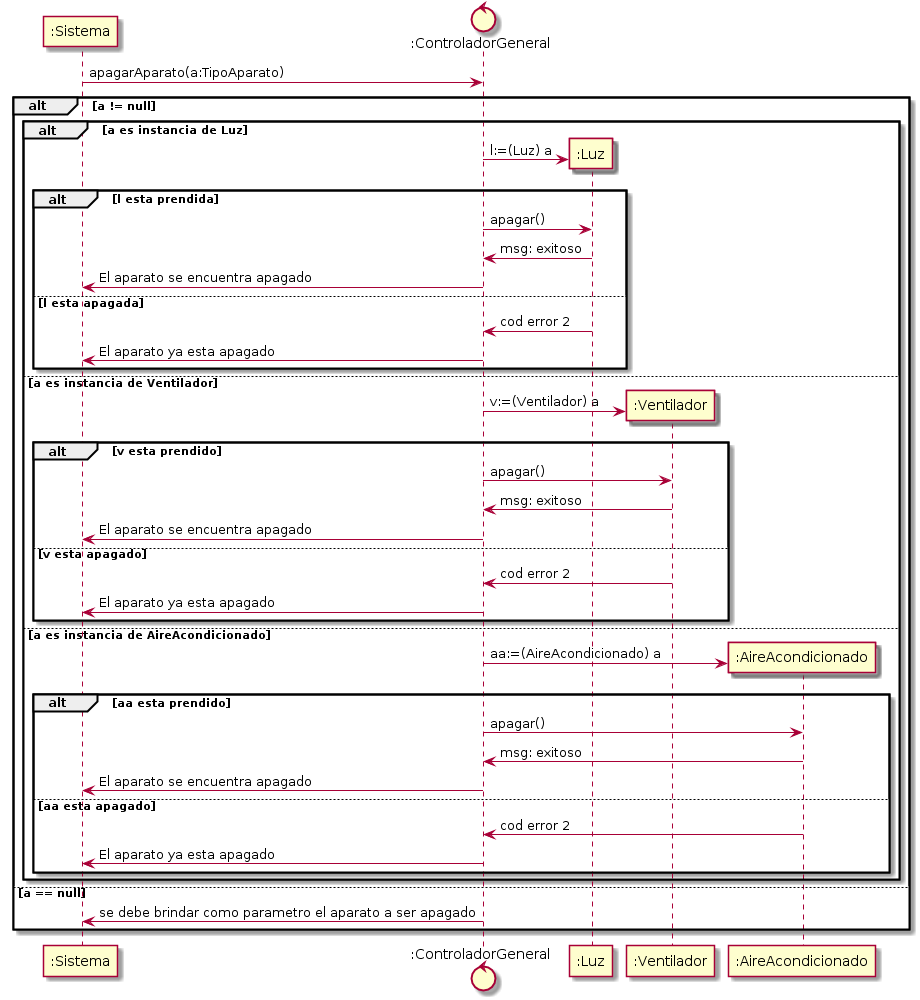 :Sistema
:ControladorGeneral
apagarAparato(a:TipoAparato)
alt [a != null]
alt [a es instancia de Luz]
l:=(Luz) a
:Luz
alt [l esta prendida]
apagar()
msg: exitoso
El aparato se encuentra apagado
[l esta apagada]
cod error 2
El aparato ya esta apagado
[a es instancia de Ventilador]
v:=(Ventilador) a
:Ventilador
alt [v esta prendido]
apagar()
msg: exitoso
El aparato se encuentra apagado
[v esta apagado]
cod error 2
El aparato ya esta apagado
[a es instancia de AireAcondicionado]
aa:=(AireAcondicionado) a
:AireAcondicionado
alt [aa esta prendido]
apagar()
msg: exitoso
El aparato se encuentra apagado
[aa esta apagado]
cod error 2
El aparato ya esta apagado
[a == null]
se debe brindar como parametro el aparato a ser apagado
:Sistema
:ControladorGeneral
:Luz
:Ventilador
:AireAcondicionado